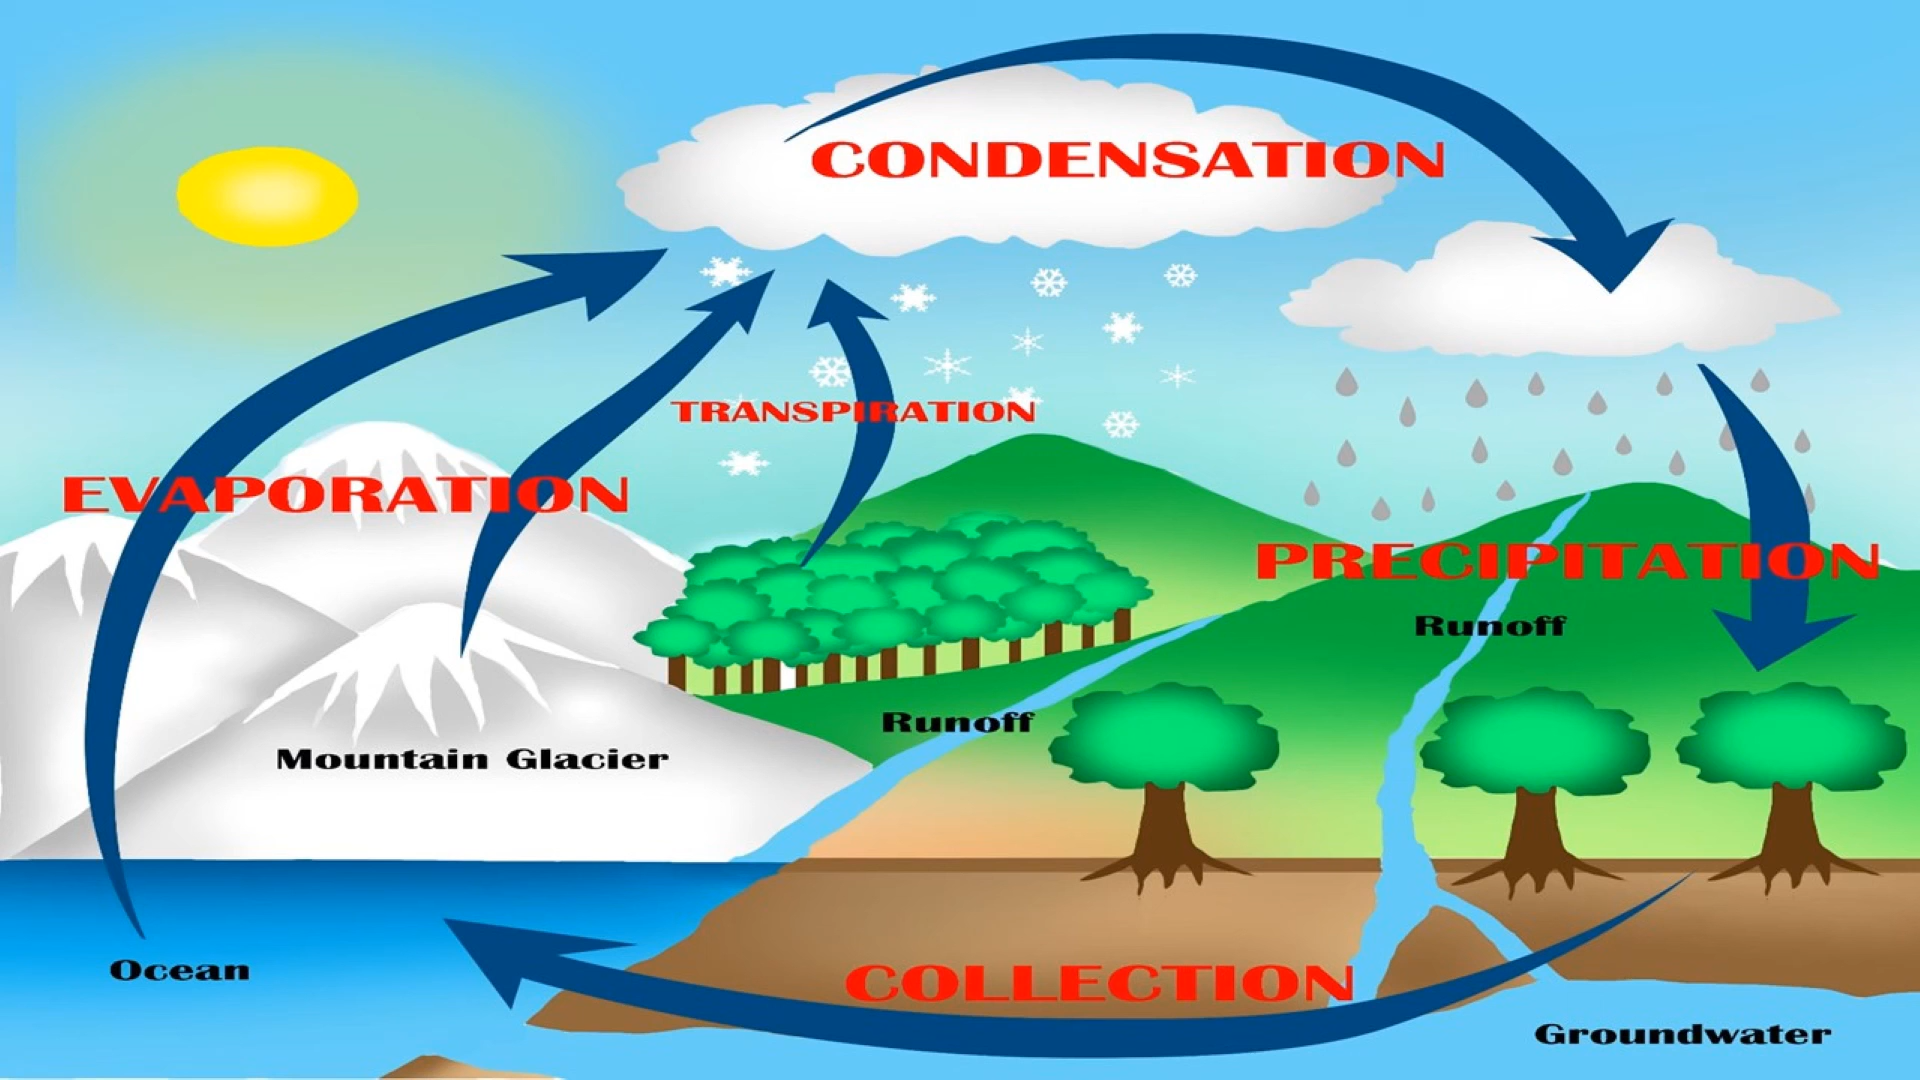 CONDENSATION
TRANSPIRATION
EVAPORATION
PRECIPITATION
Runoff
Runoff
Mountain Glacier
Ocean
COLLECTION
Groundwater